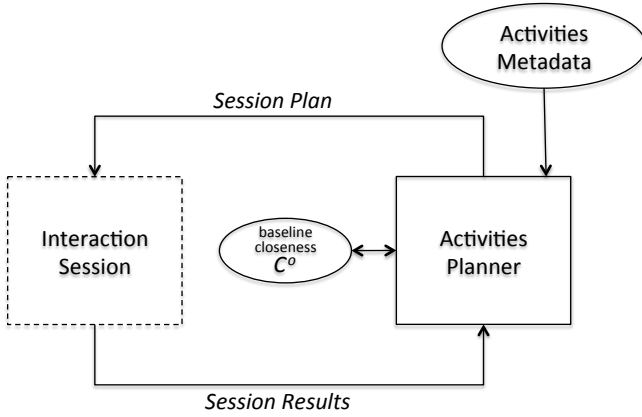 Activities
Metadata
Session Plan
Interaction
Session
baseline
closeness
C°
Activities
Planner
Session Results